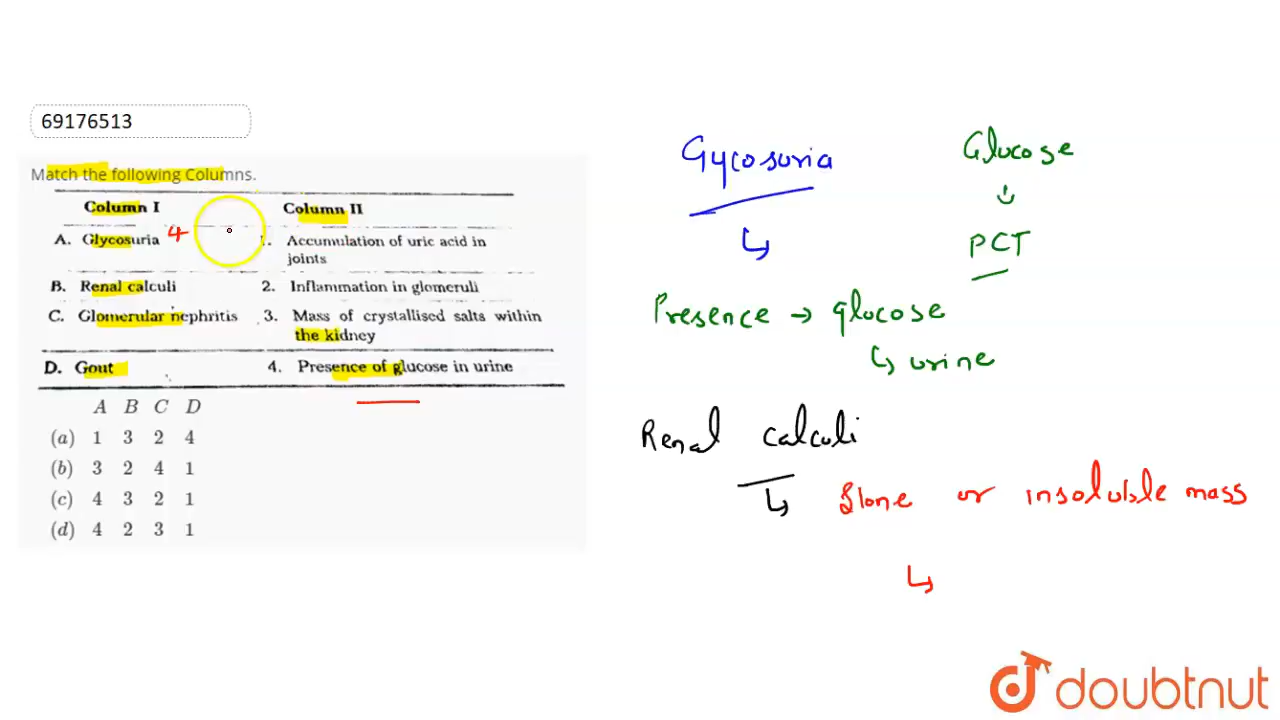 69176513
Match the following Columns.
Column I Column II
A. Glycosuria 4 1. Accumulation of uric acid in
joints
B. Renal calculi 2. Inflammation in glomeruli
C. Glomerular nephritis 3. Mass of crystallised salts within
the kidney
D. Gout 4. Presence of glucose in urine
A B C D
(a) 1 3 2 4
(b) 3 2 4 1
(c) 4 3 2 1
(d) 4 2 3 1
Gycosuria
Glucose
PCT
Presence → glucose
↳ urine
Renal calculi
↳ Stone or insoluble mass
↳
doubtnut